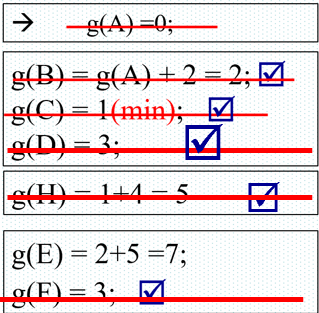 → g(A) =0;
g(B) = g(A) + 2 = 2;
g(C) = 1(min);
g(D) = 3;
g(H) = 1+4 = 5
g(E) = 2+5 =7;
g(F) = 3;